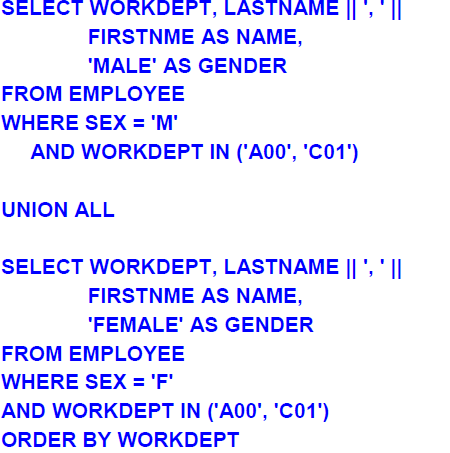 SELECT WORKDEPT, LASTNAME || ', ' ||
FIRSTNME AS NAME,
'MALE' AS GENDER
FROM EMPLOYEE
WHERE SEX = 'M'
AND WORKDEPT IN ('A00', 'C01')
UNION ALL
SELECT WORKDEPT, LASTNAME || ', ' ||
FIRSTNME AS NAME,
'FEMALE' AS GENDER
FROM EMPLOYEE
WHERE SEX = 'F'
AND WORKDEPT IN ('A00', 'C01')
ORDER BY WORKDEPT